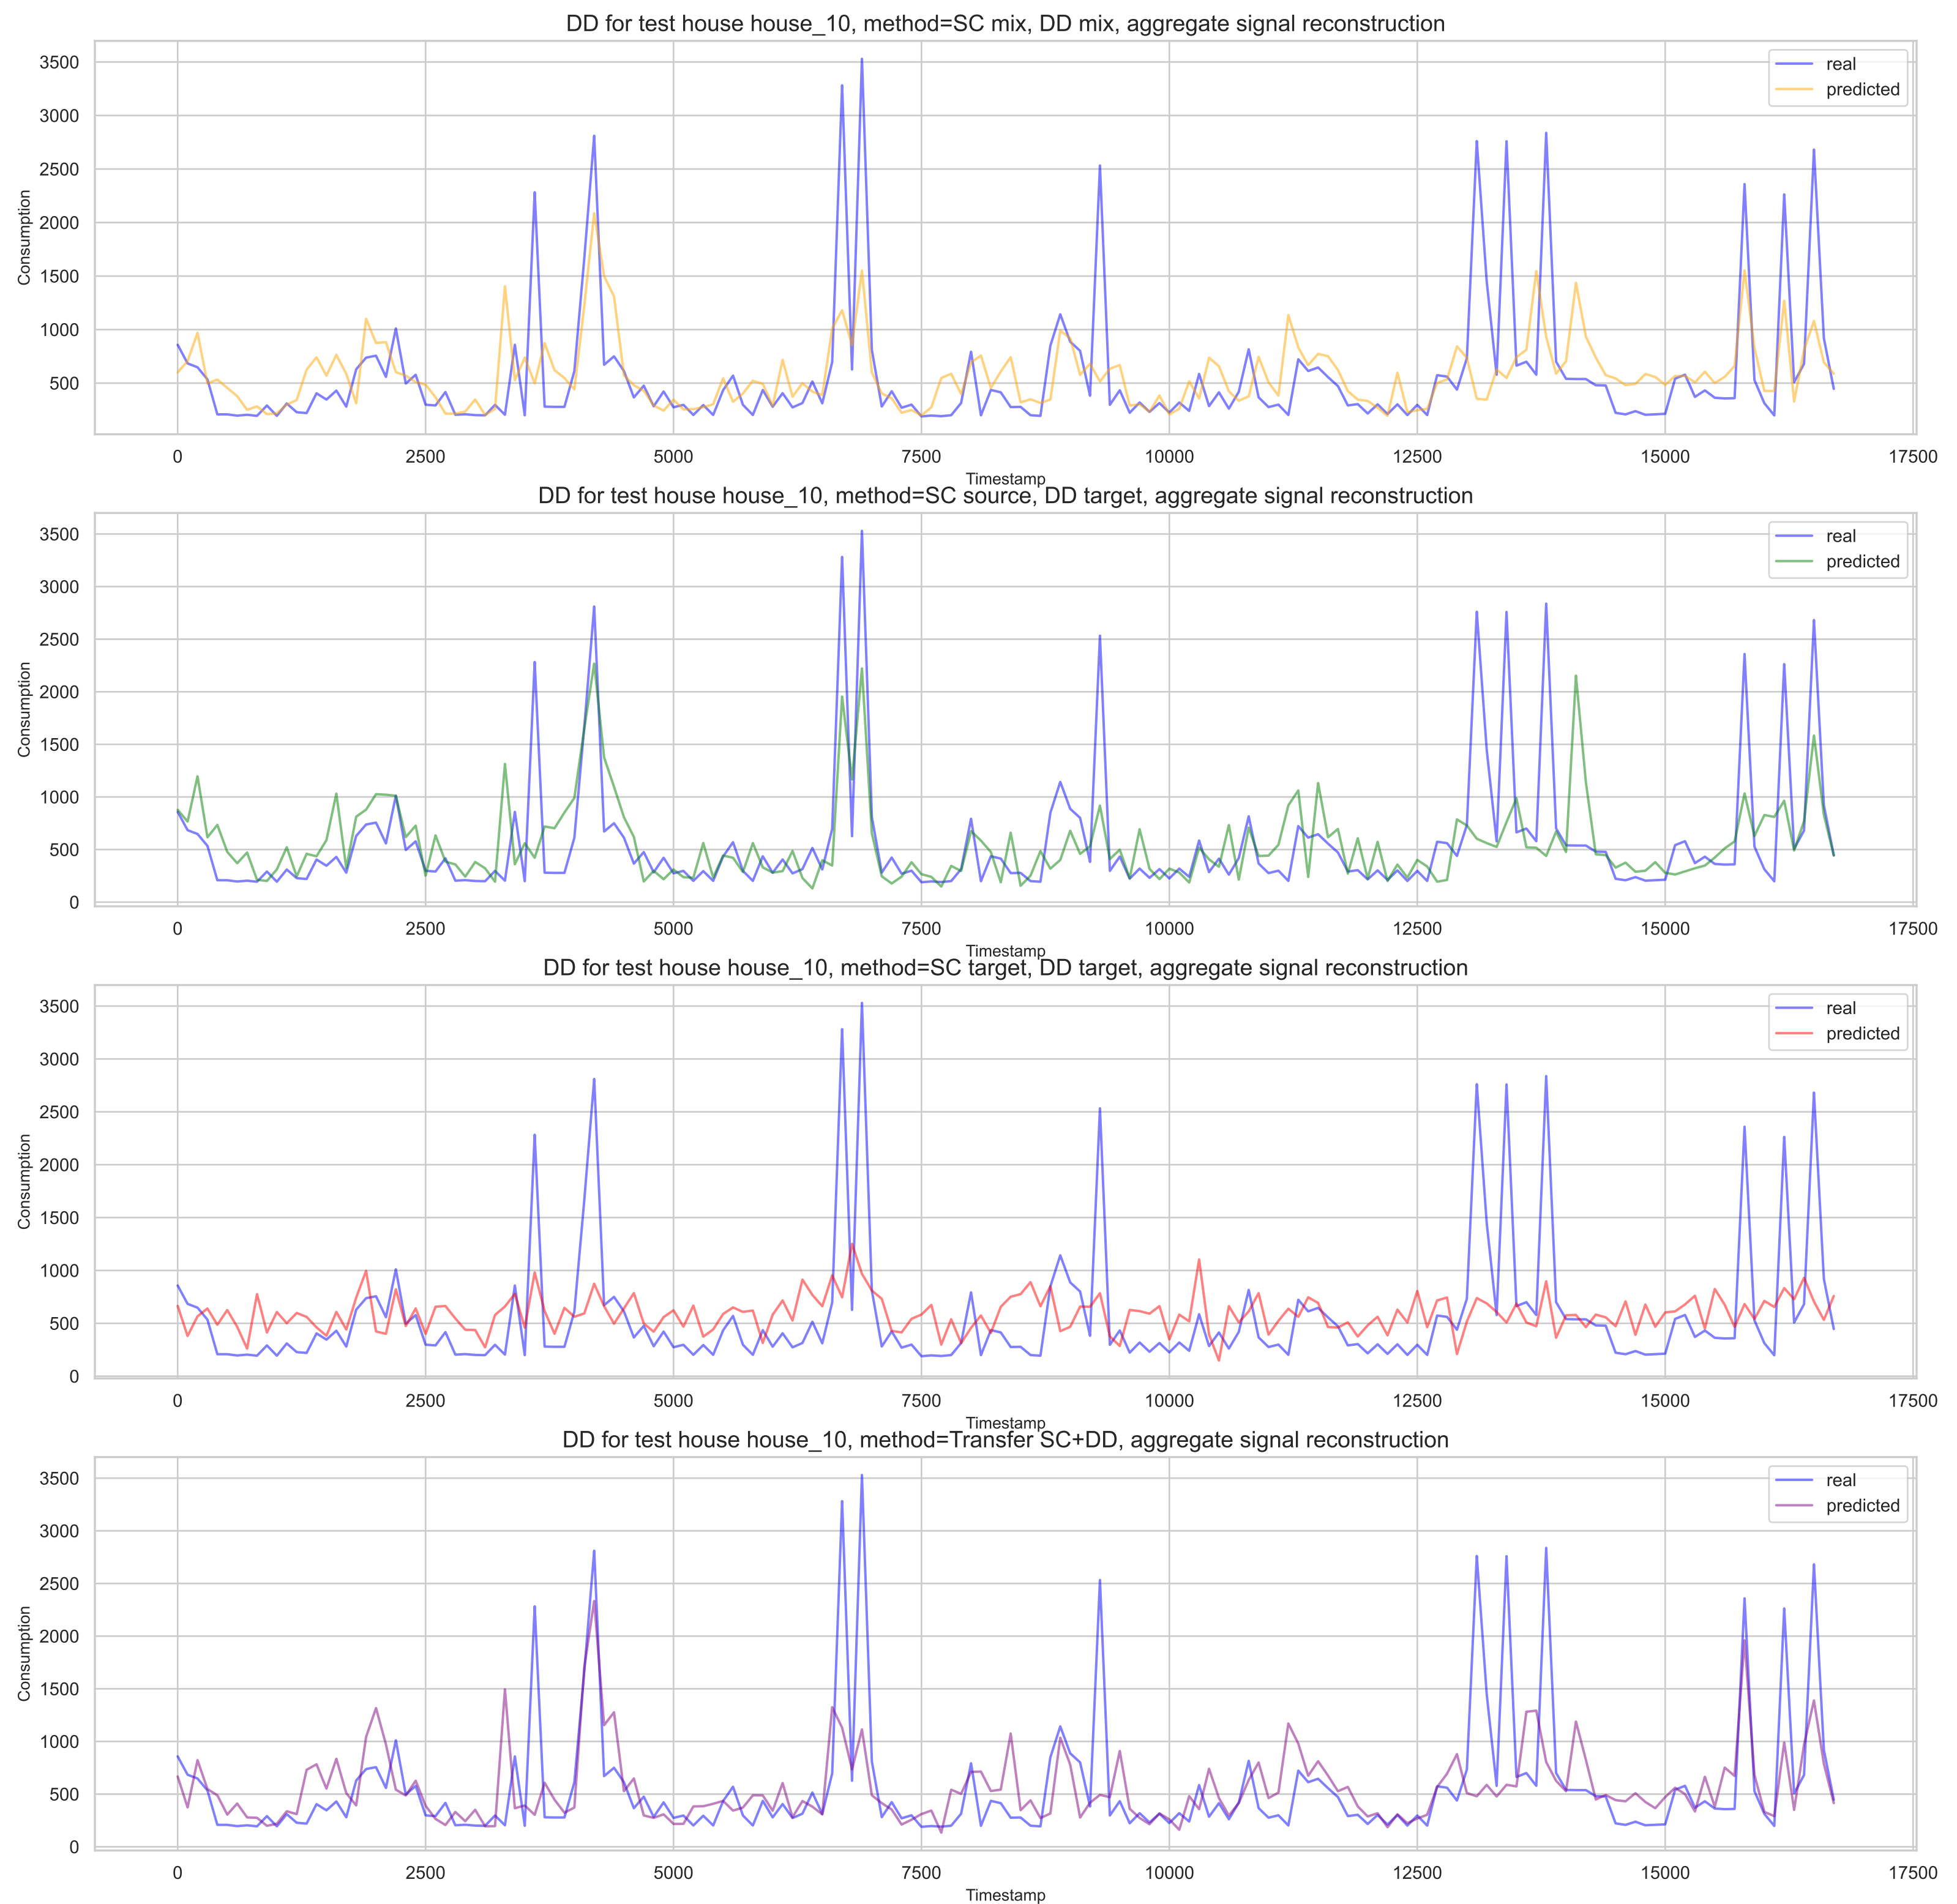 DD for test house house_10, method=SC mix, DD mix, aggregate signal reconstruction
real
predicted
3500
3000
2500
2000
1500
1000
500
Consumption
0 2500 5000 7500 10000 12500 15000 17500
Timestamp
DD for test house house_10, method=SC source, DD target, aggregate signal reconstruction
real
predicted
3500
3000
2500
2000
1500
1000
500
0
Consumption
0 2500 5000 7500 10000 12500 15000 17500
Timestamp
DD for test house house_10, method=SC target, DD target, aggregate signal reconstruction
real
predicted
3500
3000
2500
2000
1500
1000
500
0
Consumption
0 2500 5000 7500 10000 12500 15000 17500
Timestamp
DD for test house house_10, method=Transfer SC+DD, aggregate signal reconstruction
real
predicted
3500
3000
2500
2000
1500
1000
500
0
Consumption
0 2500 5000 7500 10000 12500 15000 17500
Timestamp